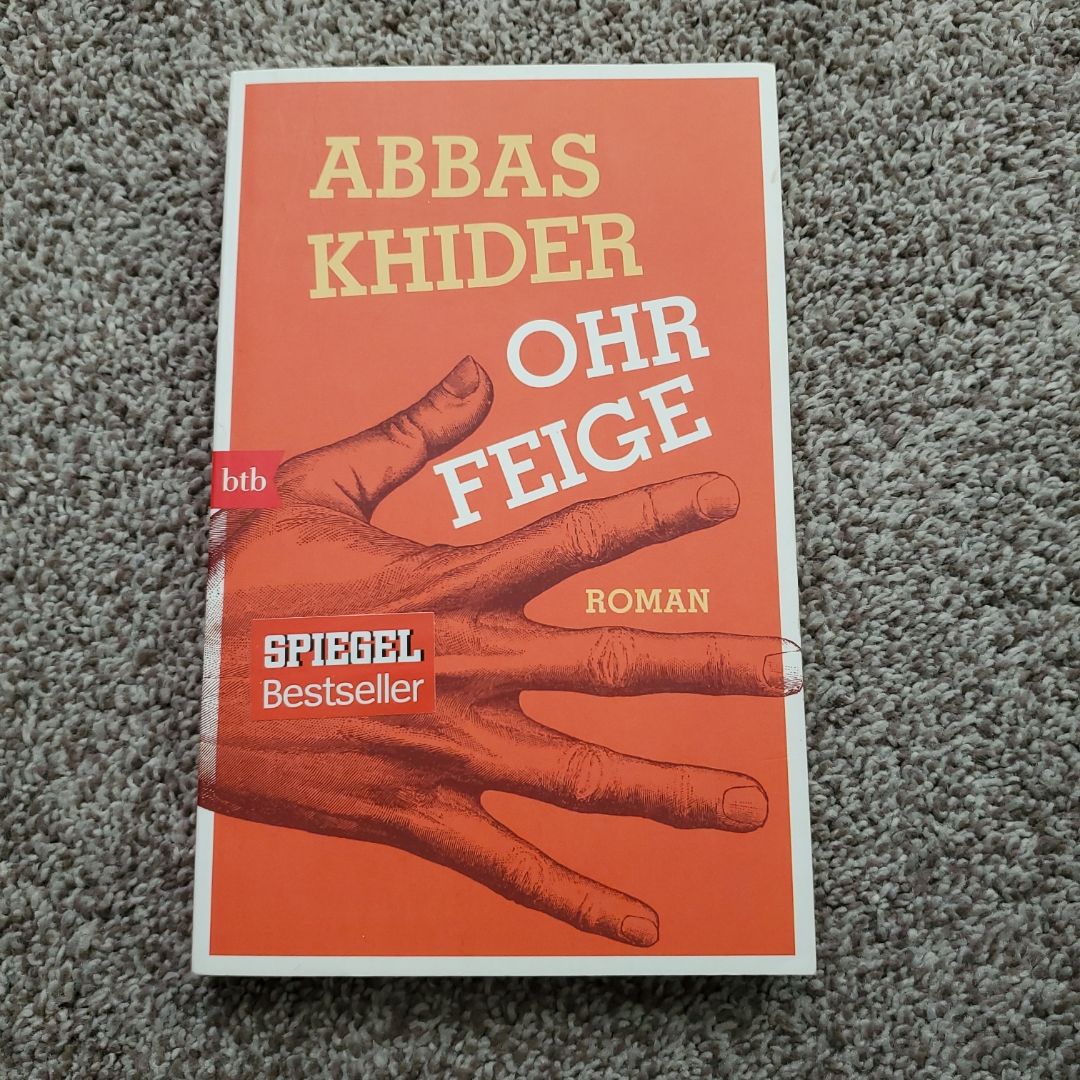 ABBAS
KHIDER
OHR
FEIGE
btb
ROMAN
SPIEGEL
Bestseller